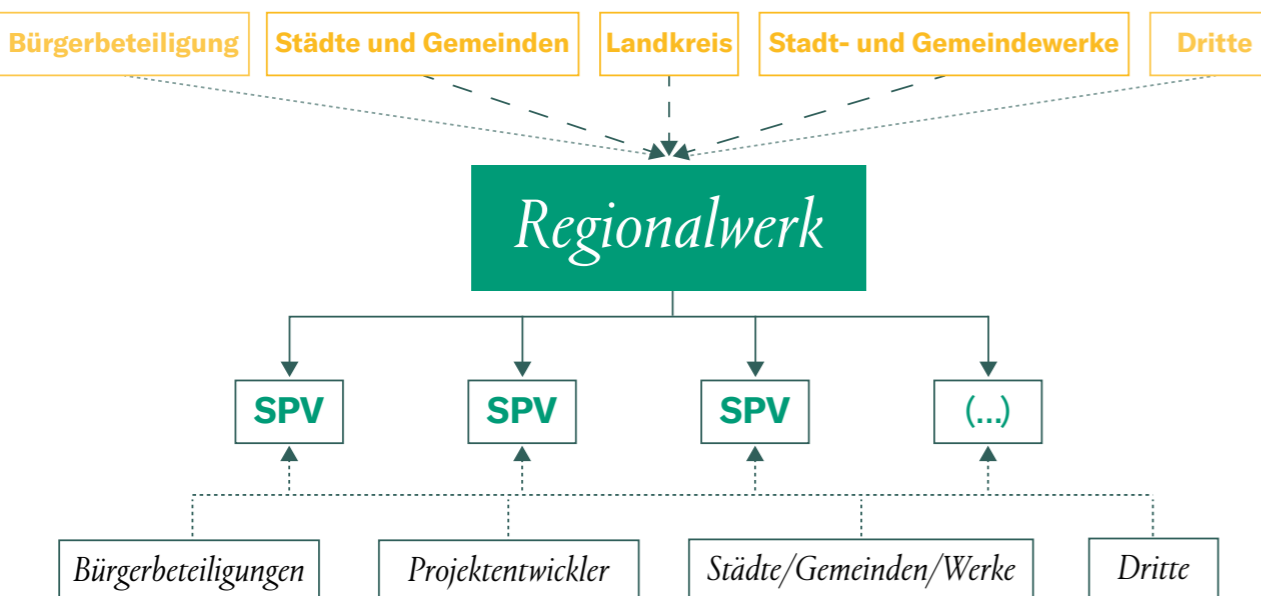 Bürgerbeteiligung Städte und Gemeinden Landkreis Stadt- und Gemeindewerke Dritte
Regionalwerk
SPV SPV SPV (...)
Bürgerbeteiligungen Projektentwickler Städte/Gemeinden/Werke Dritte